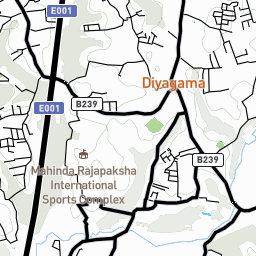 E001
Diyagama
E001
B239
B239
Mahinda Rajapaksha
International
Sports Complex